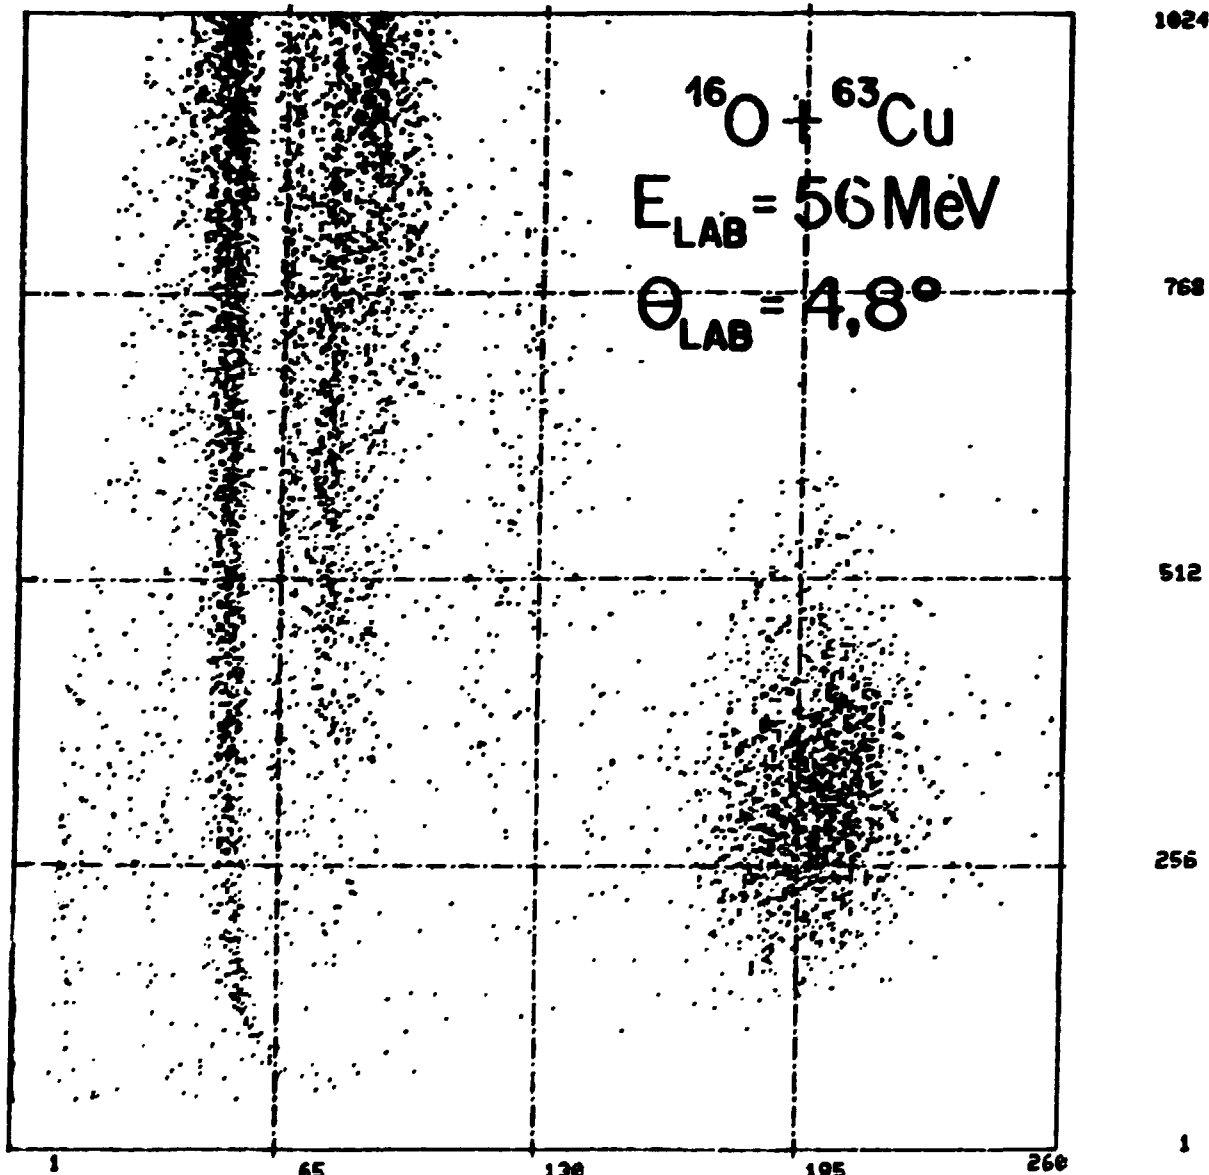 1024
¹⁶O + ⁶³Cu
E_LAB = 56 MeV
768
Θ_LAB = 4,8°
512
256
1
1 65 130 195 260